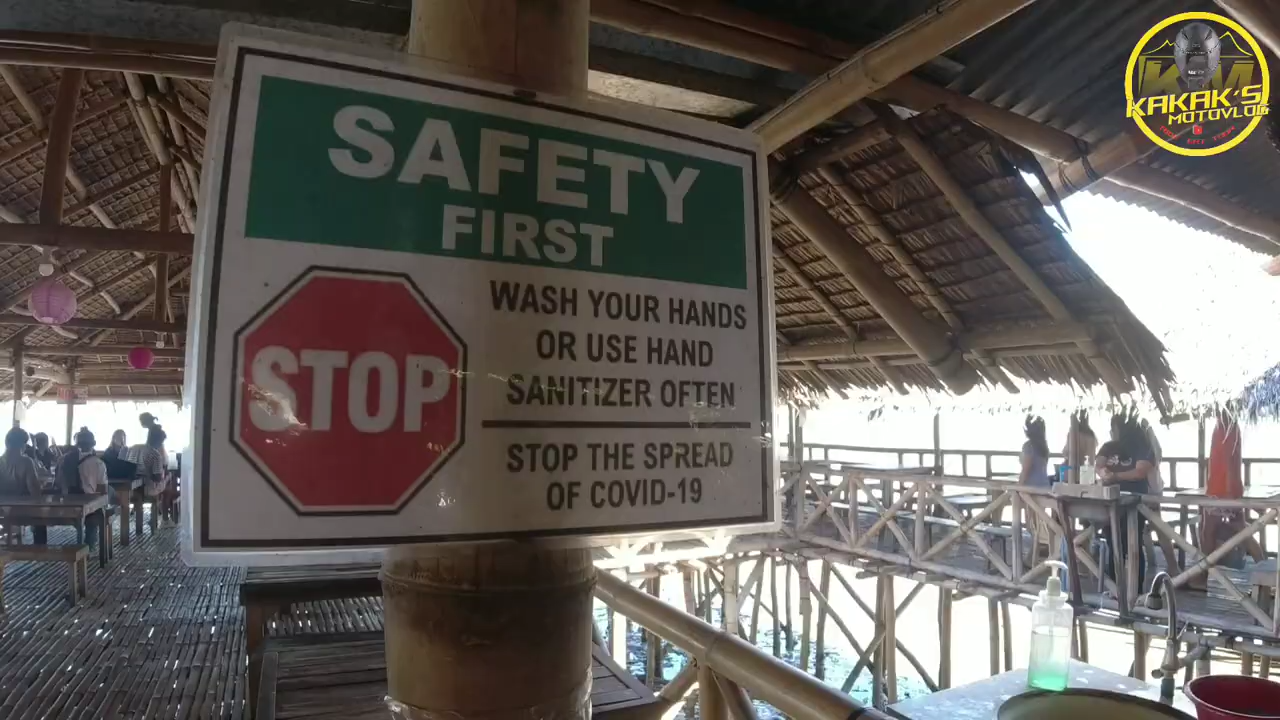 SAFETY
FIRST
STOP
WASH YOUR HANDS
OR USE HAND
SANITIZER OFTEN
STOP THE SPREAD
OF COVID-19
KAKAK'S
MOTOVLOG